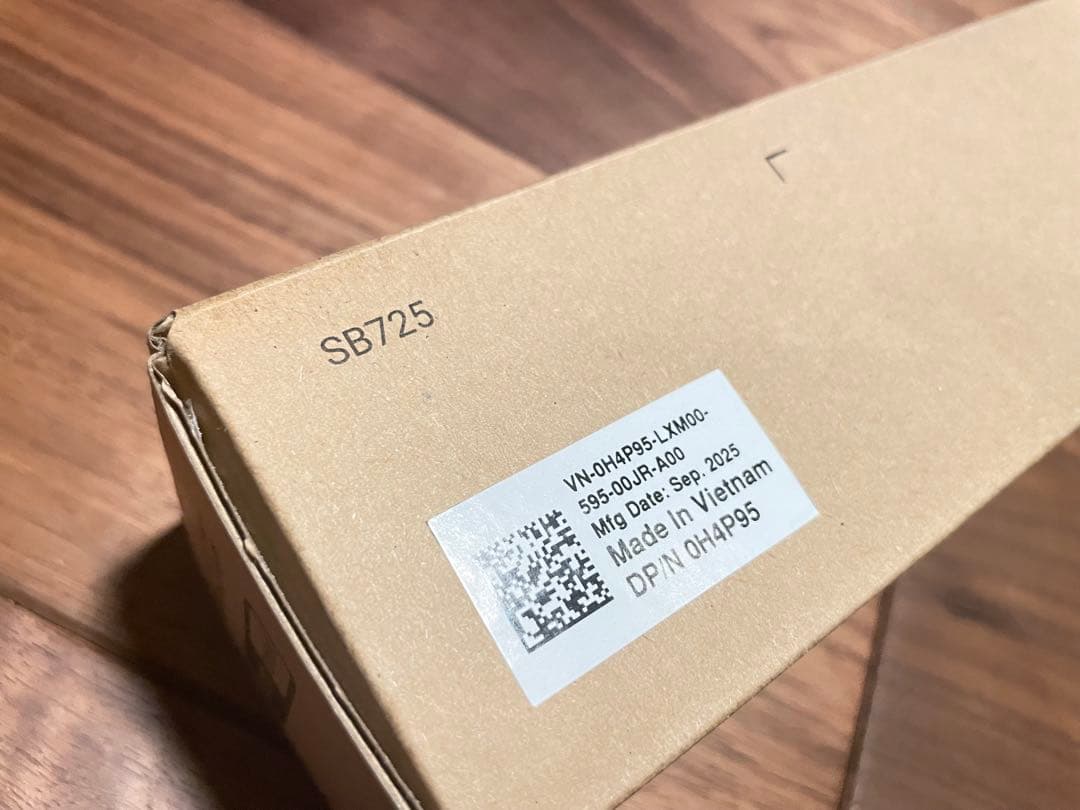 SB725
VN-0H4P95-LXM00-
595-00JR-A00
Mfg Date: Sep. 2025
Made In Vietnam
DP/N 0H4P95